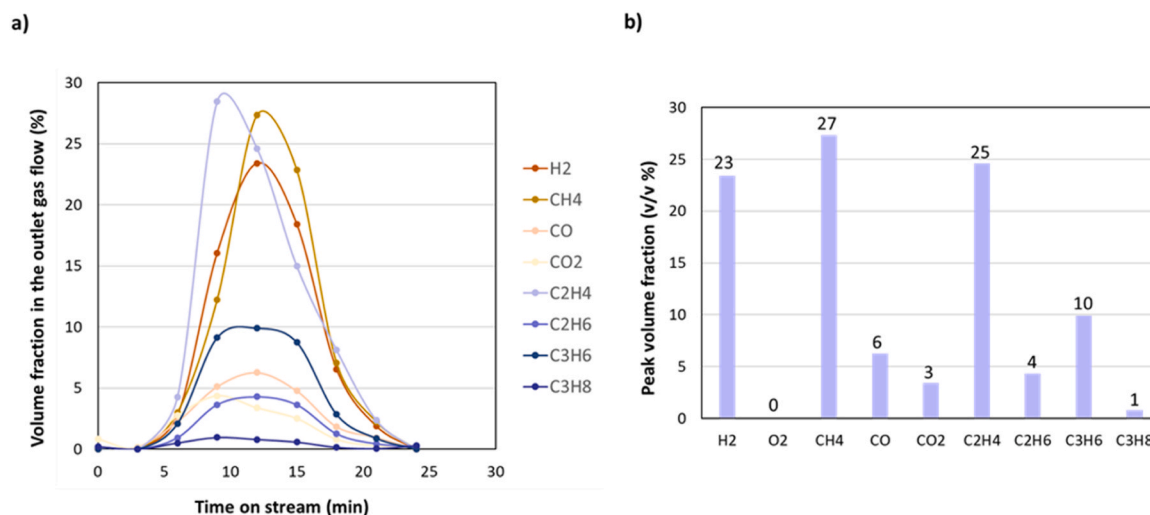 a)
Volume fraction in the outlet gas flow (%)
30
25
20
15
10
5
0
0 5 10 15 20 25 30
Time on stream (min)
H2
CH4
CO
CO2
C2H4
C2H6
C3H6
C3H8
b)
Peak volume fraction (v/v %)
30
25
20
15
10
5
0
23 0 27 6 3 25 4 10 1
H2 O2 CH4 CO CO2 C2H4 C2H6 C3H6 C3H8